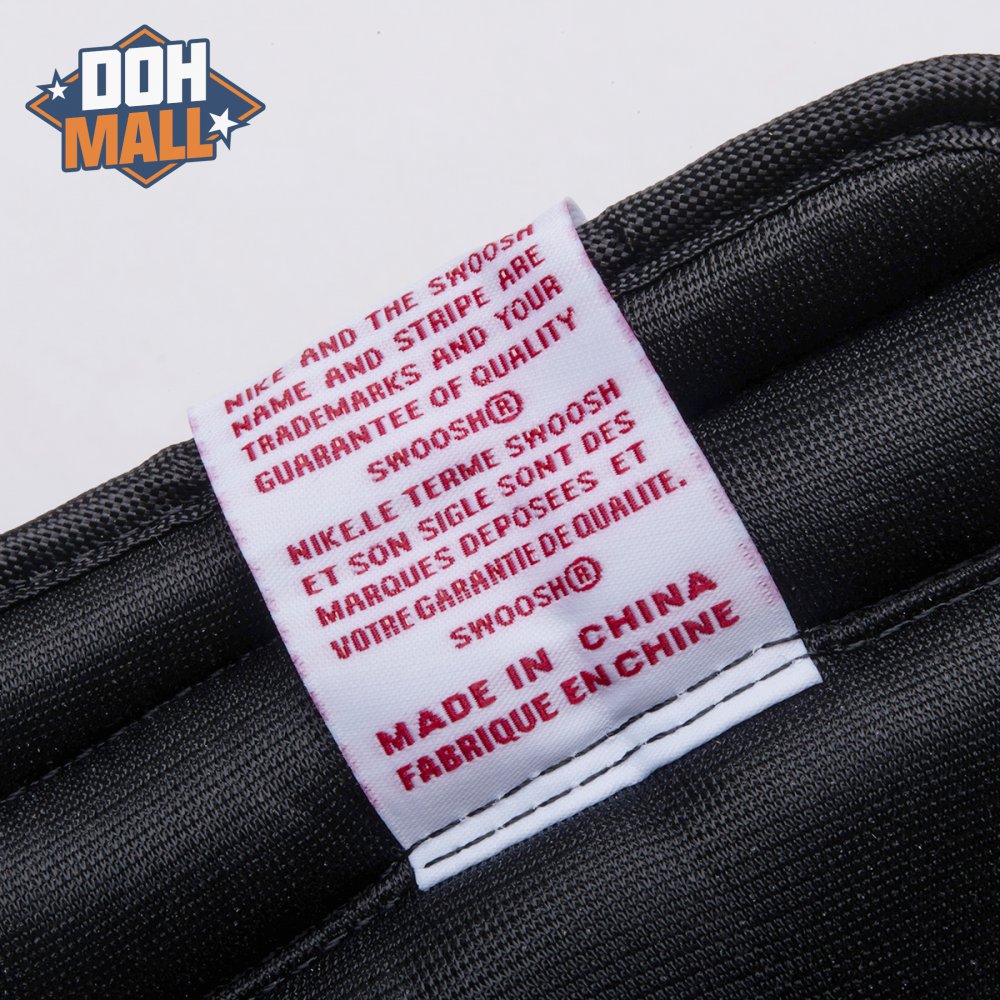 DOH
MALL
NIKE AND THE SWOOSH
NAME AND STRIPE ARE
TRADEMARKS AND YOUR
GUARANTEE OF QUALITY
SWOOSH®
NIKE.LE TERME SWOOSH
ET SON SIGLE SONT DES
MARQUES DEPOSEES ET
VOTRE GARANTIE DE QUALITE.
SWOOSH®
MADE IN CHINA
FABRIQUE EN CHINE